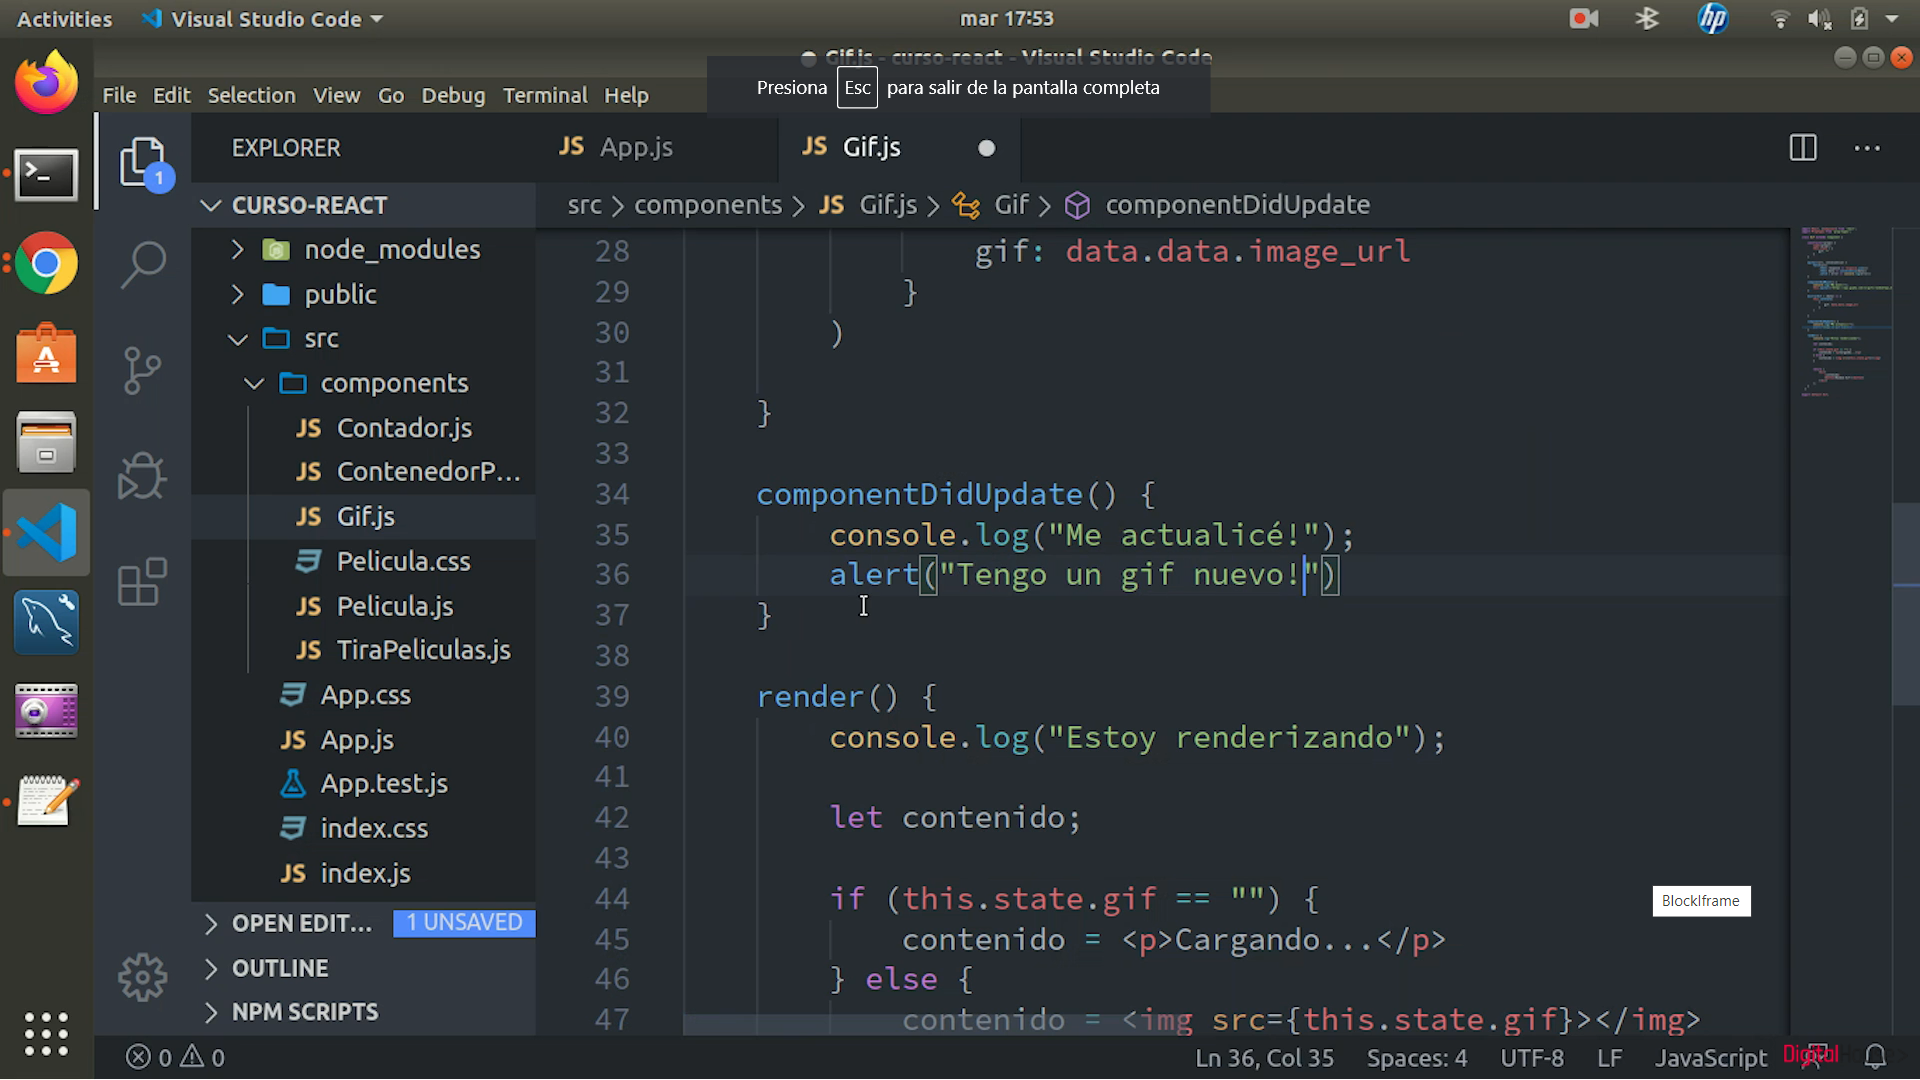 Activities
Visual Studio Code
mar 17:53
Gif.js - curso-react - Visual Studio Code
Presiona Esc para salir de la pantalla completa
File Edit Selection View Go Debug Terminal Help
1
EXPLORER
JS App.js
JS Gif.js
CURSO-REACT
src > components > JS Gif.js > Gif > componentDidUpdate
node_modules
public
src
components
JS Contador.js
JS ContenedorP...
JS Gif.js
Pelicula.css
JS Pelicula.js
JS TiraPeliculas.js
App.css
JS App.js
App.test.js
index.css
JS index.js
OPEN EDIT... 1 UNSAVED
OUTLINE
NPM SCRIPTS
28 gif: data.data.image_url
29 }
30 )
31
32 }
33
34 componentDidUpdate() {
35 console.log("Me actualicé!");
36 alert("Tengo un gif nuevo!")
37 }
38
39 render() {
40 console.log("Estoy renderizando");
41
42 let contenido;
43
44 if (this.state.gif == "") {
45 contenido = <p>Cargando...</p>
46 } else {
47 contenido = <img src={this.state.gif}></img>
BlockIframe
0 0
Ln 36, Col 35 Spaces: 4 UTF-8 LF JavaScript
Digital
hp